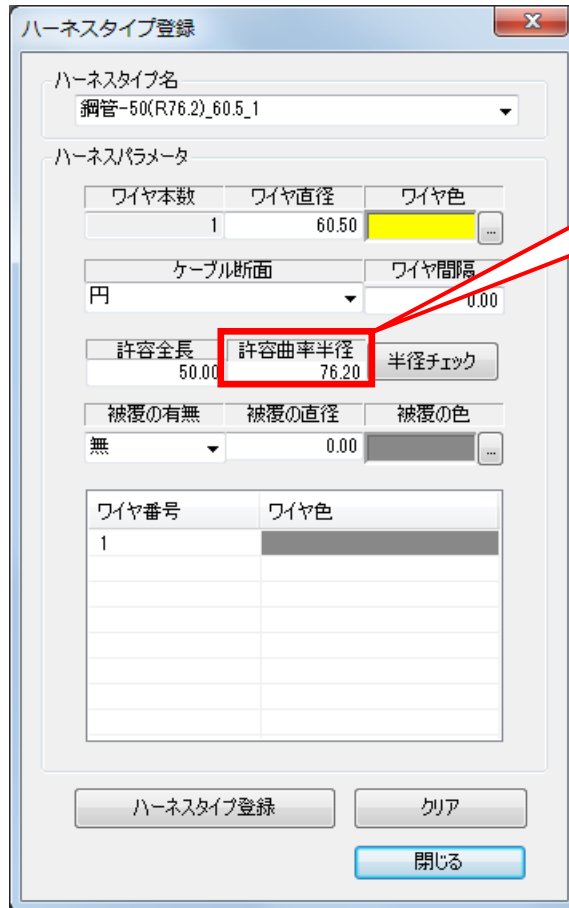 ハーネスタイプ登録
ハーネスタイプ名
鋼管-50(R76.2)_60.5_1
ハーネスパラメータ
ワイヤ本数 ワイヤ直径 ワイヤ色
1 60.50 ...
ケーブル断面 ワイヤ間隔
円 0.00
許容全長 許容曲率半径 半径チェック
50.00 76.20
被覆の有無 被覆の直径 被覆の色
無 0.00 ...
ワイヤ番号 ワイヤ色
1
ハーネスタイプ登録 クリア
閉じる